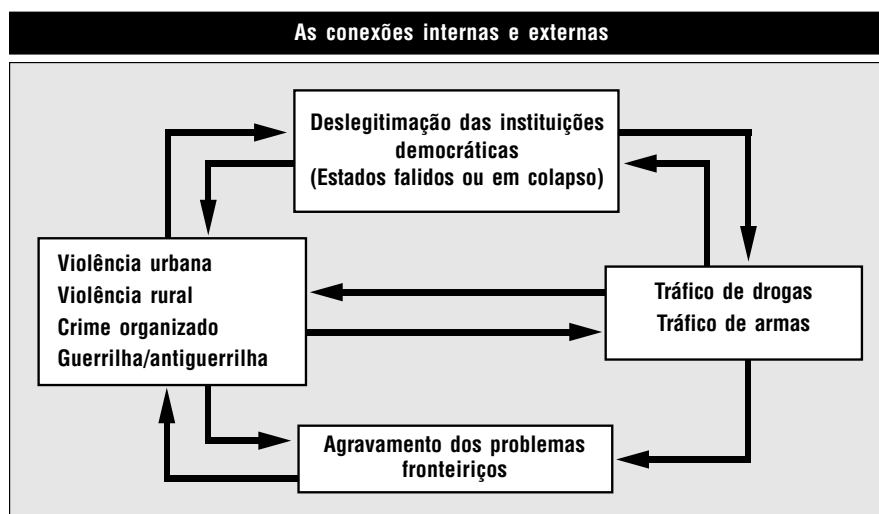 As conexões internas e externas
Deslegitimação das instituições
democráticas
(Estados falidos ou em colapso)
Violência urbana
Violência rural
Crime organizado
Guerrilha/antiguerrilha
Tráfico de drogas
Tráfico de armas
Agravamento dos problemas
fronteiriços